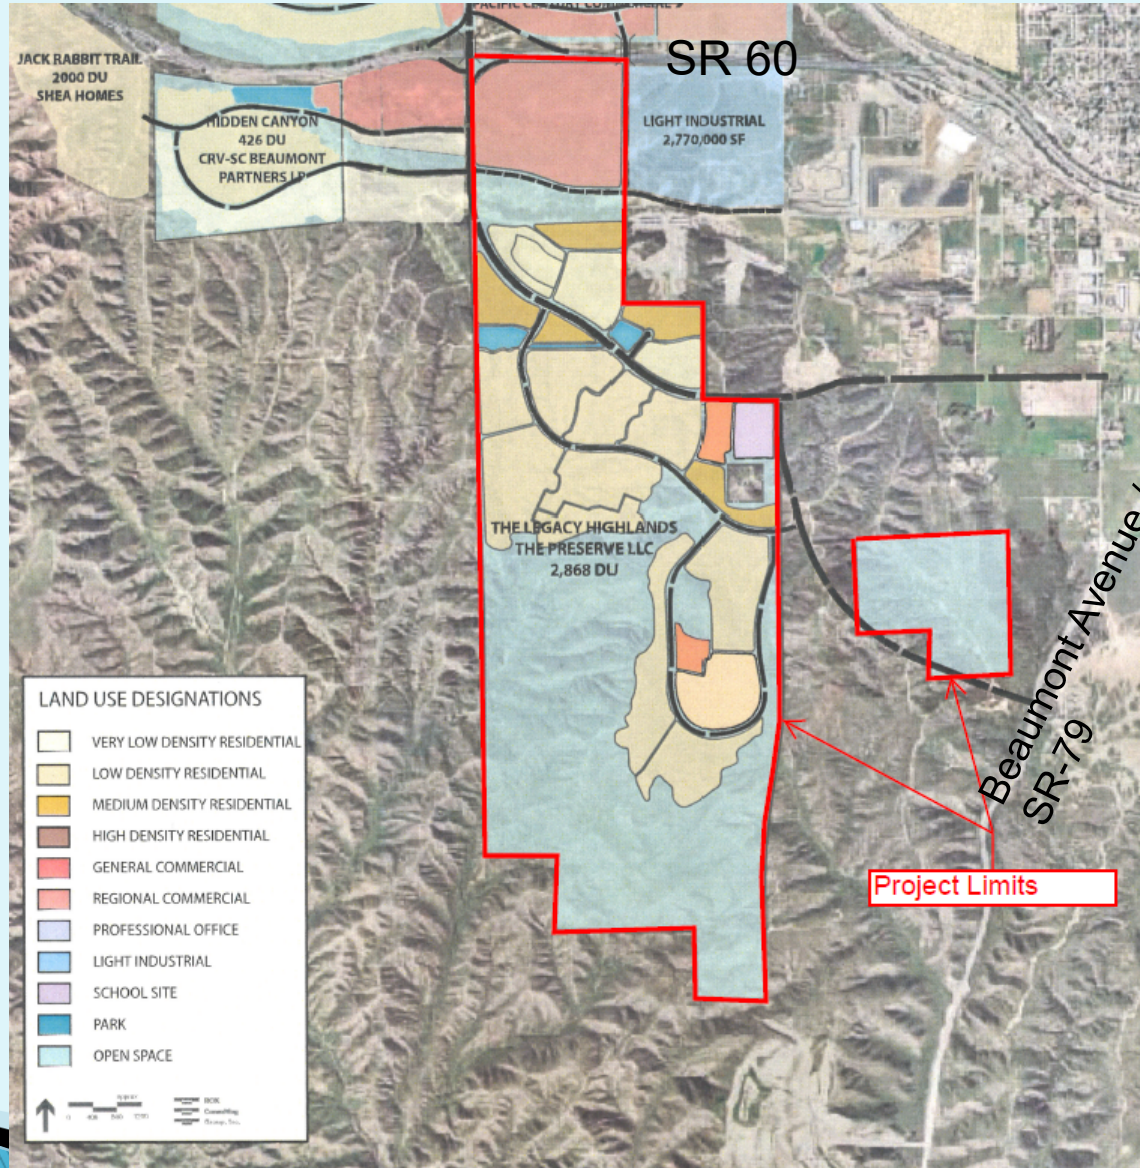 PACIFIC CENTURY COMMERCIAL
SR 60
JACK RABBIT TRAIL
2000 DU
SHEA HOMES
HIDDEN CANYON
426 DU
CRV-SC BEAUMONT
PARTNERS LP
LIGHT INDUSTRIAL
2,770,000 SF
THE LEGACY HIGHLANDS
THE PRESERVE LLC
2,868 DU
Beaumont Avenue /
SR-79
Project Limits
LAND USE DESIGNATIONS
VERY LOW DENSITY RESIDENTIAL
LOW DENSITY RESIDENTIAL
MEDIUM DENSITY RESIDENTIAL
HIGH DENSITY RESIDENTIAL
GENERAL COMMERCIAL
REGIONAL COMMERCIAL
PROFESSIONAL OFFICE
LIGHT INDUSTRIAL
SCHOOL SITE
PARK
OPEN SPACE